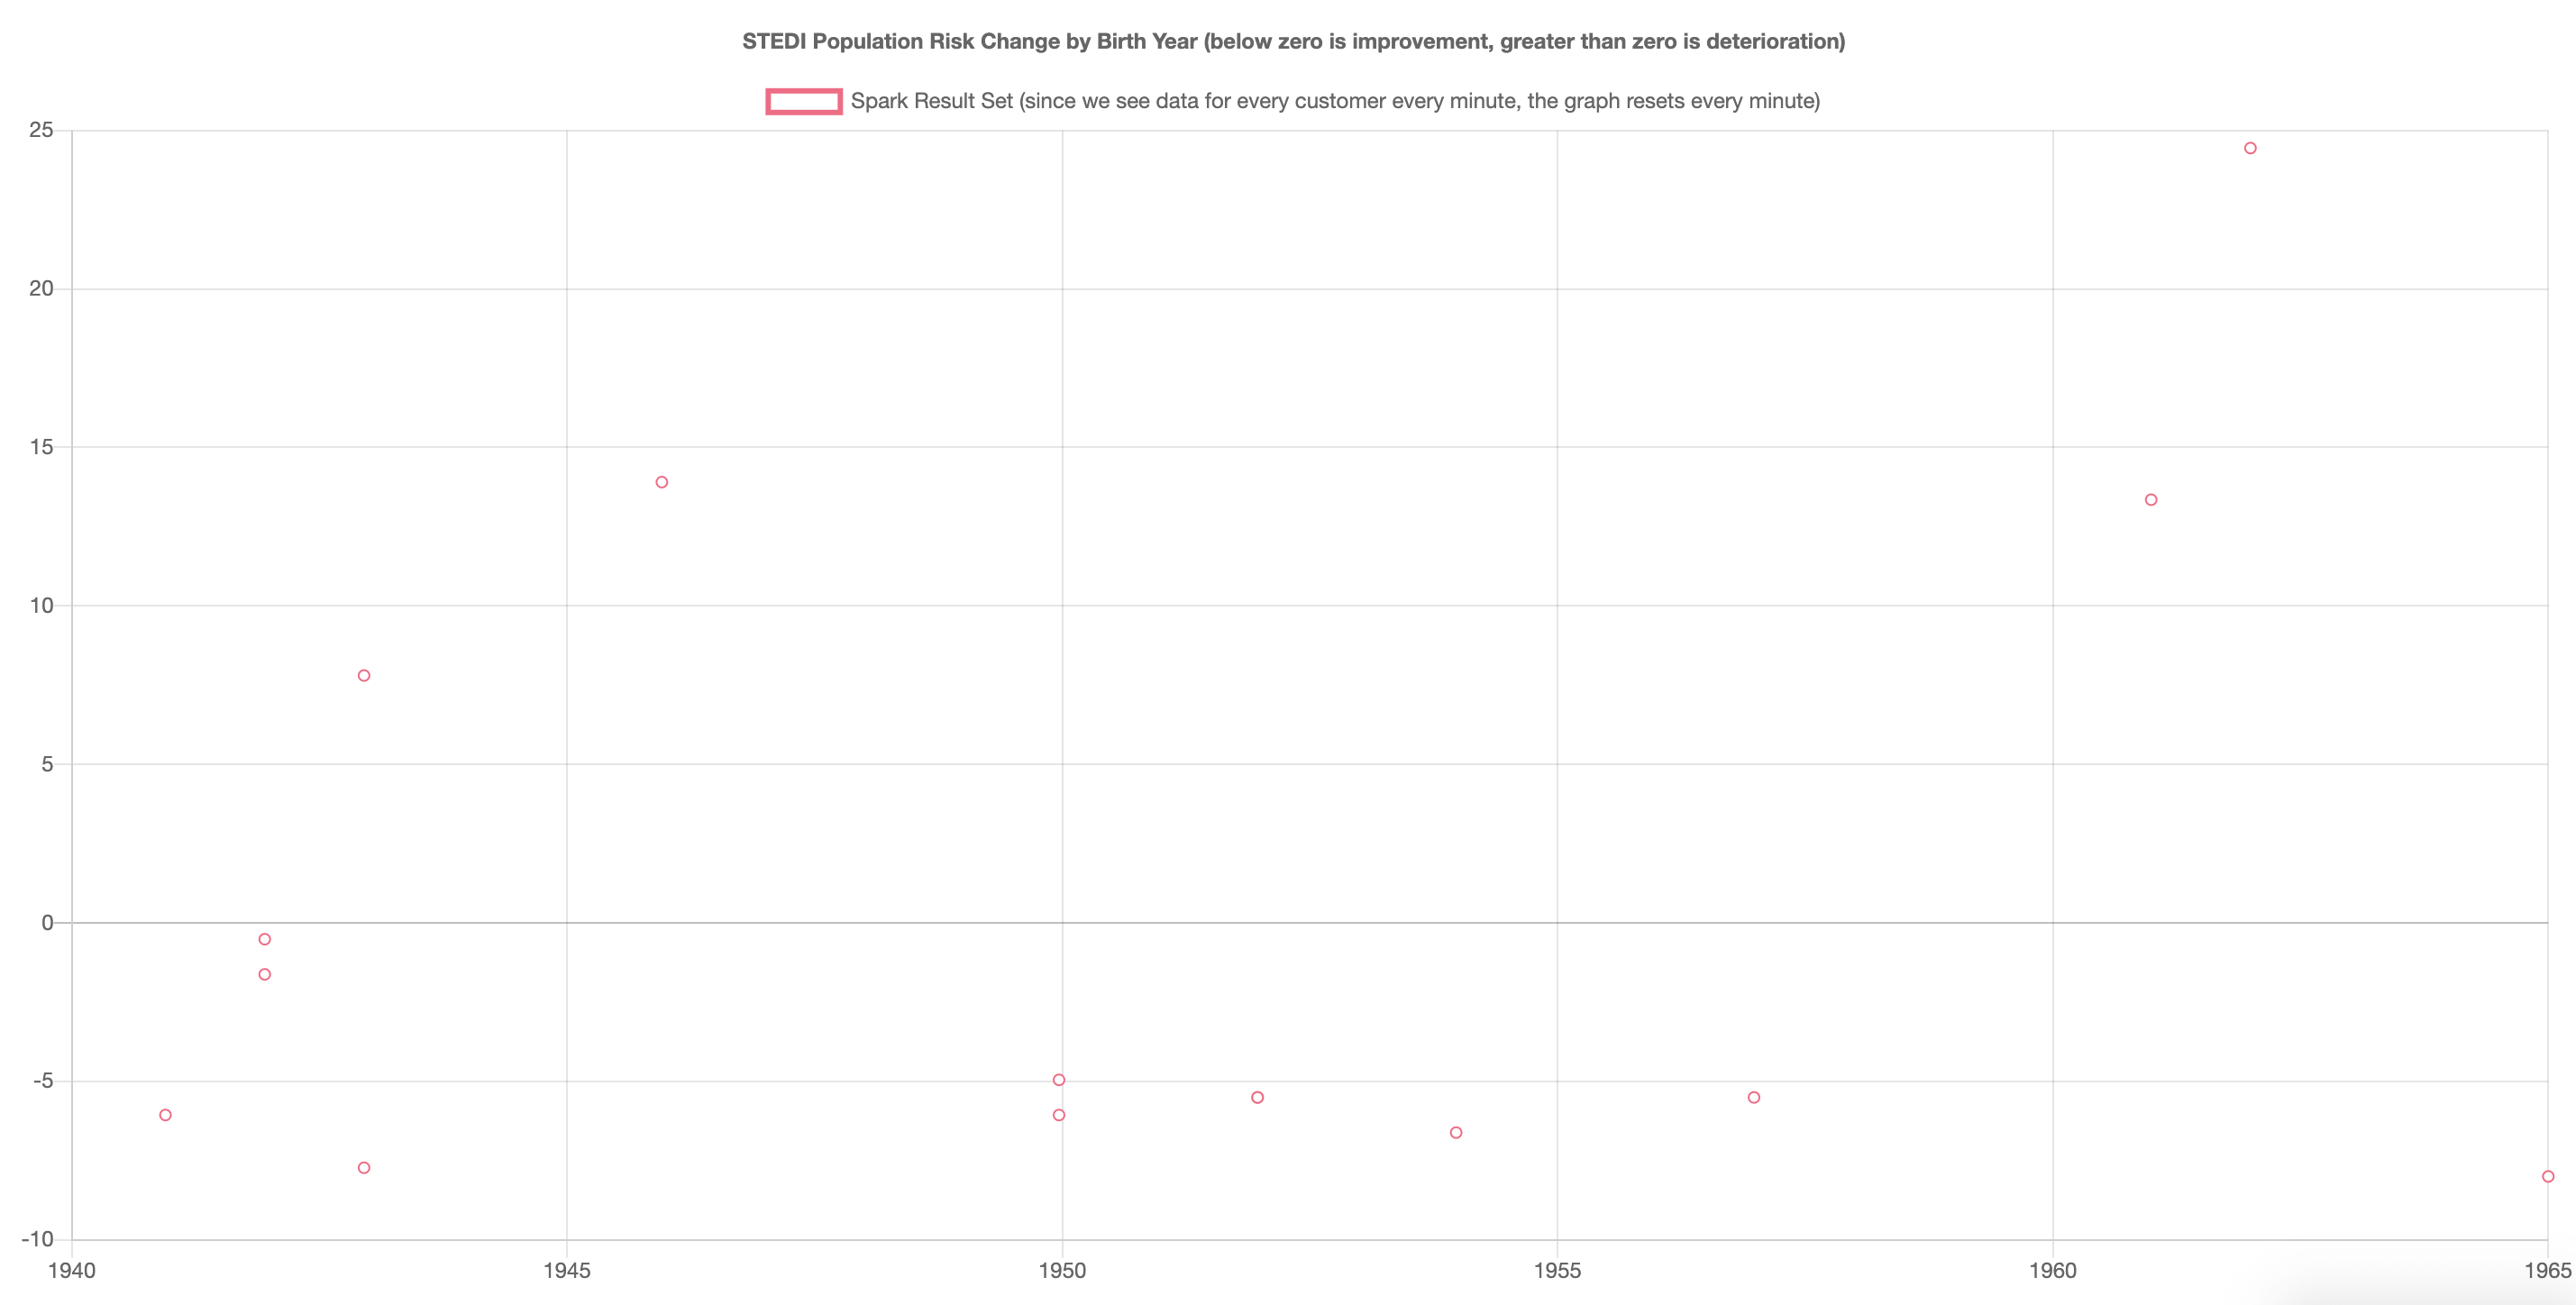 STEDI Population Risk Change by Birth Year (below zero is improvement, greater than zero is deterioration)
Spark Result Set (since we see data for every customer every minute, the graph resets every minute)
25
20
15
10
5
0
-5
-10
1940 1945 1950 1955 1960 1965